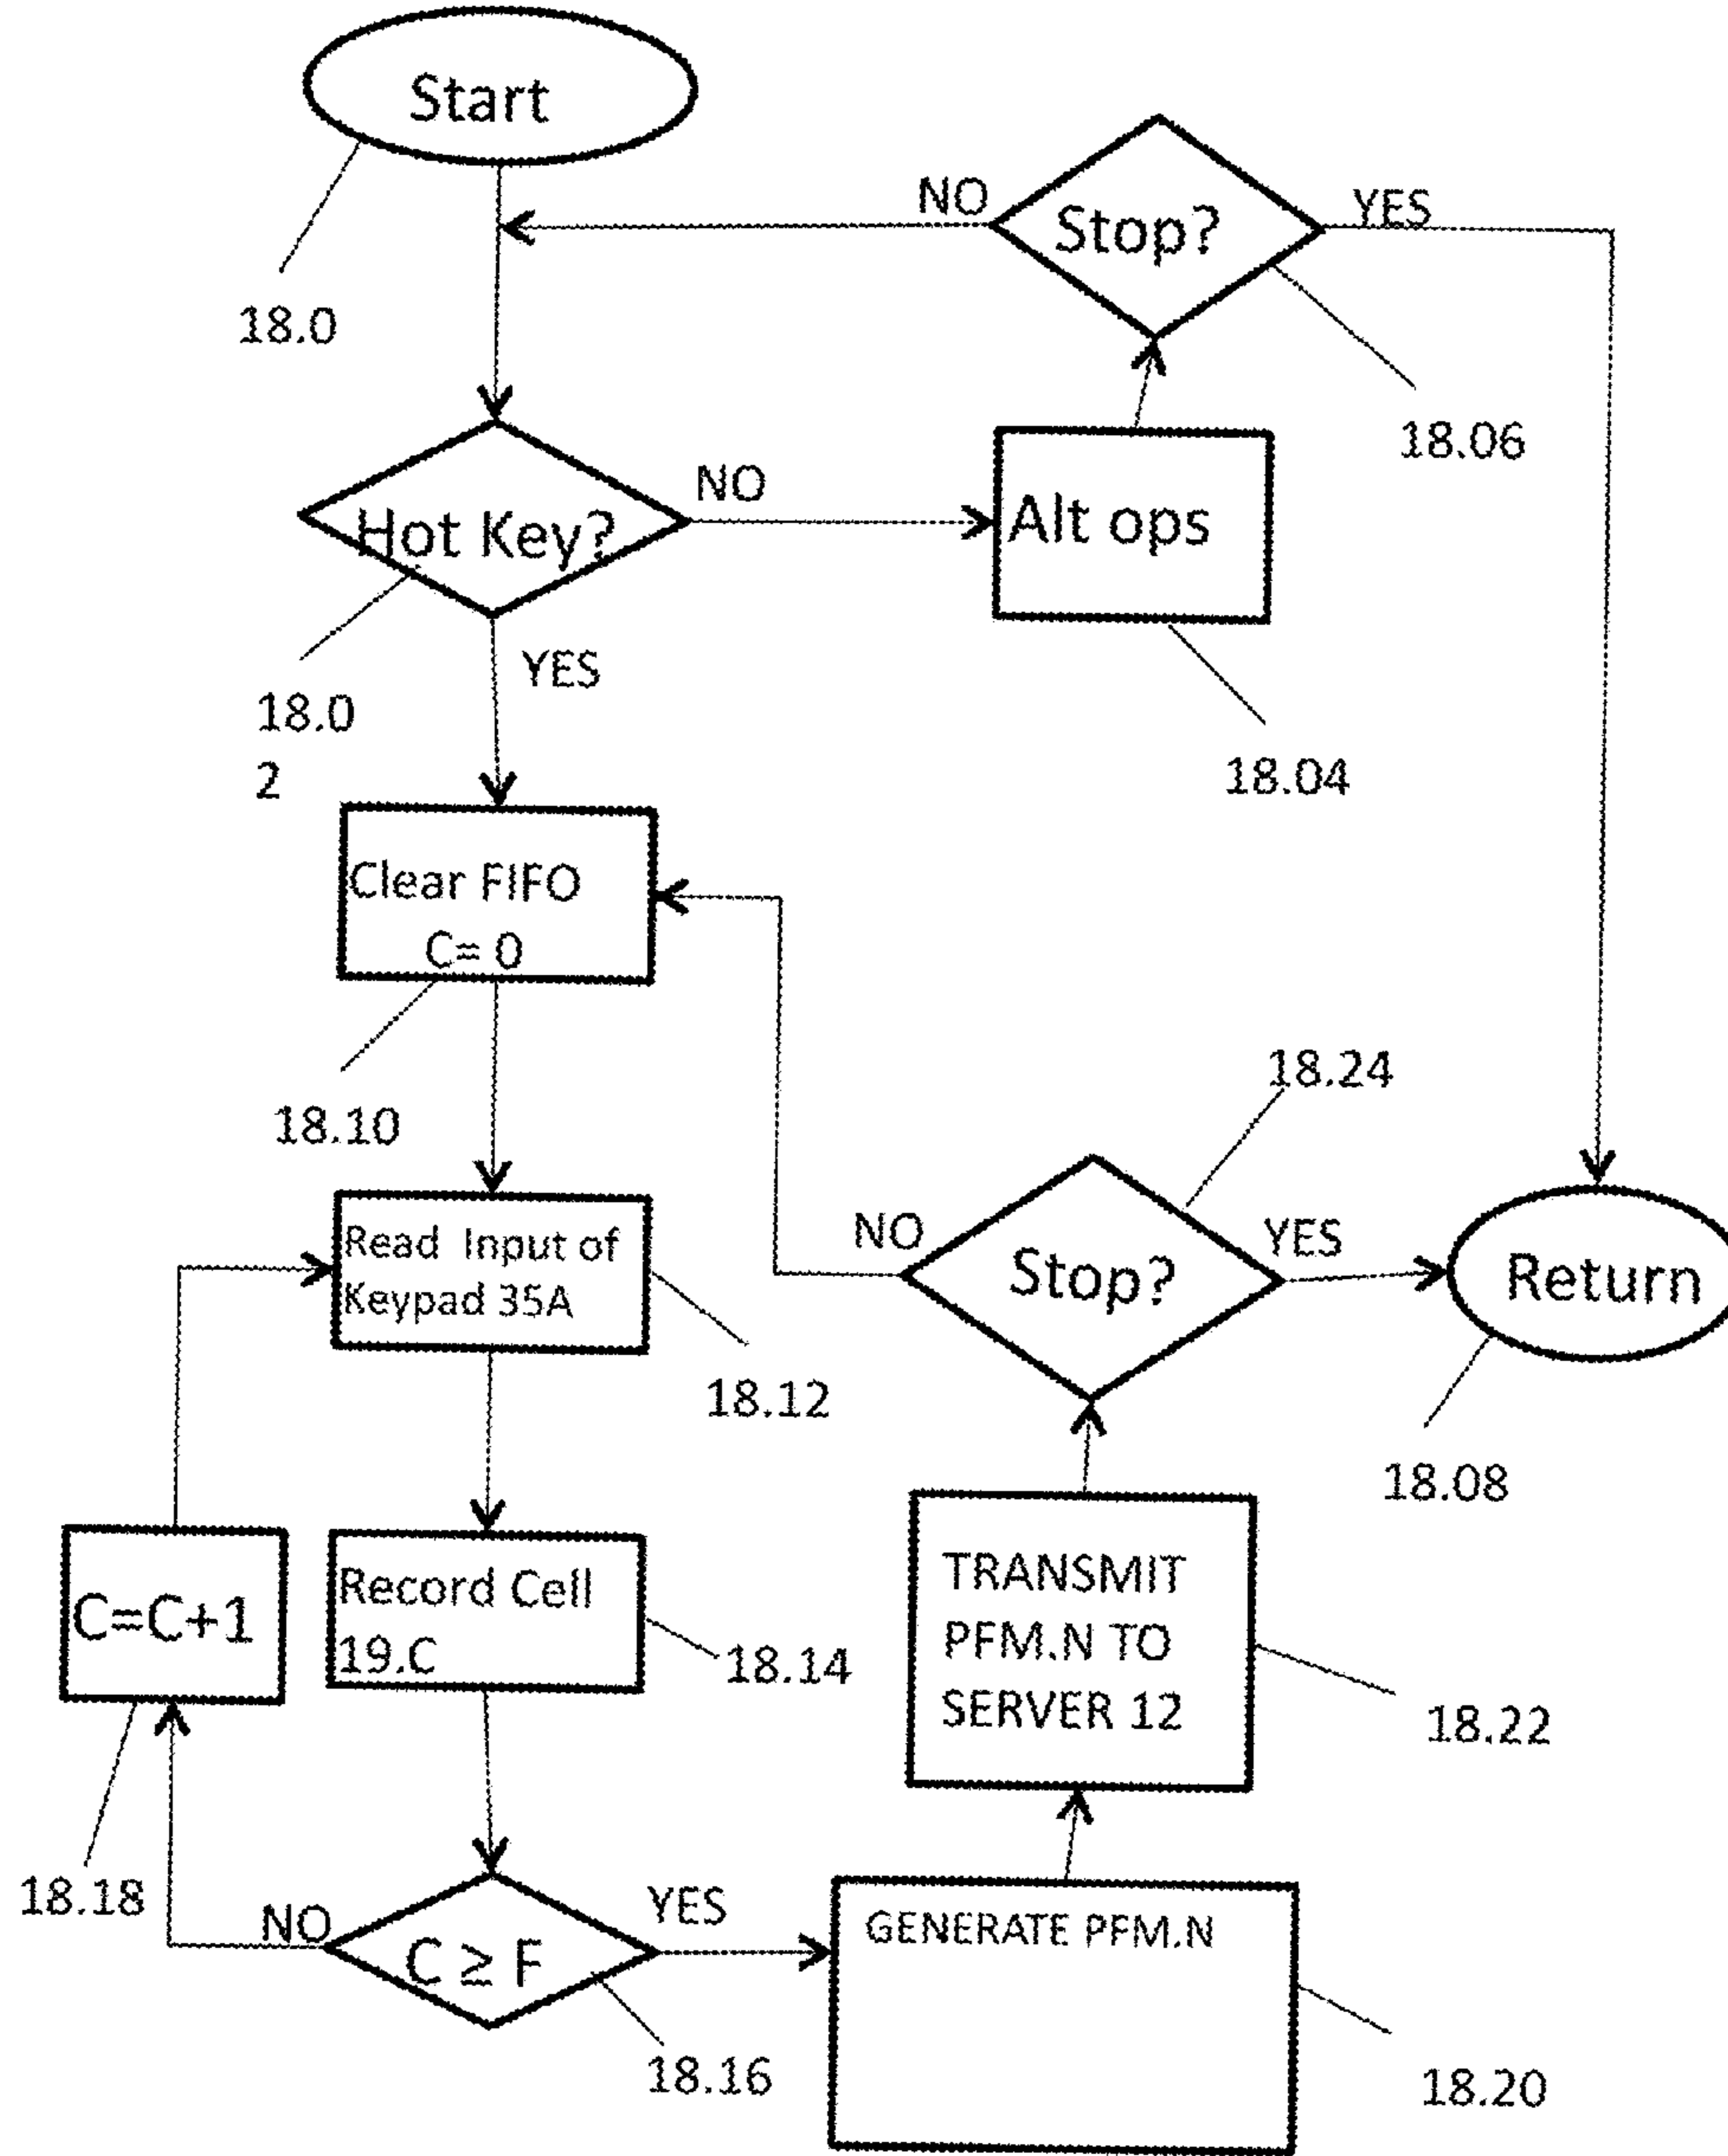 Start
18.0
Stop?
NO
YES
18.06
Hot Key?
NO
YES
18.0
2
Alt ops
18.04
Clear FIFO
C= 0
18.10
Read Input of
Keypad 35A
18.12
Record Cell
19.C
18.14
C=C+1
18.18
C ≥ F
NO
YES
18.16
GENERATE PFM.N
18.20
TRANSMIT
PFM.N TO
SERVER 12
18.22
Stop?
NO
YES
18.24
Return
18.08